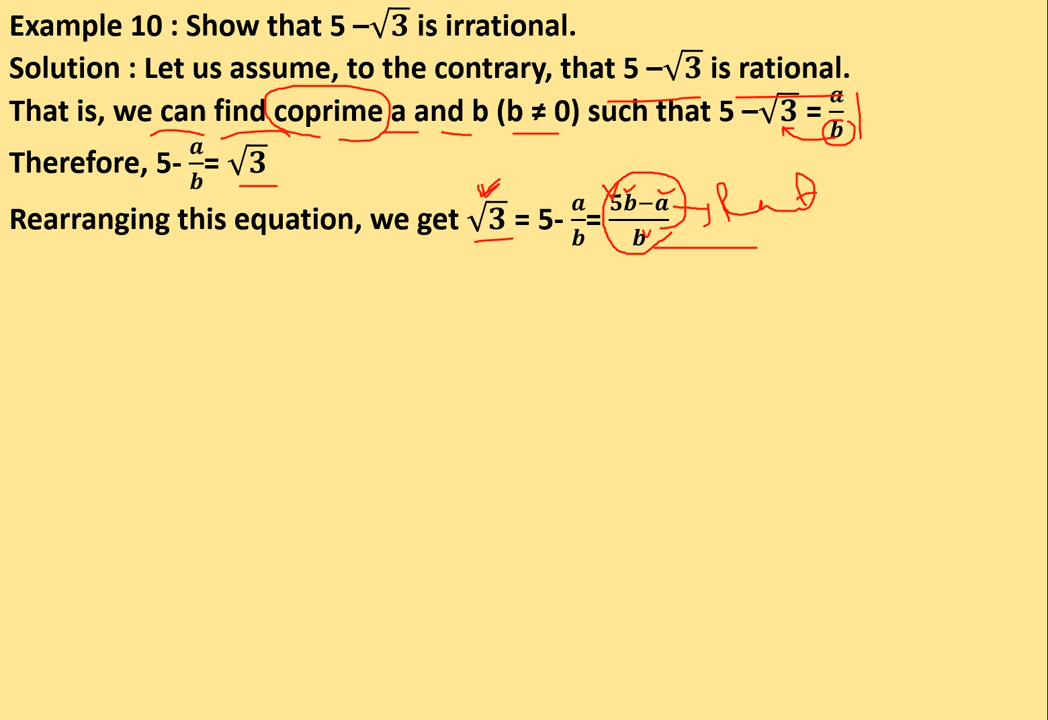 Example 10 : Show that 5 –√3 is irrational.
Solution : Let us assume, to the contrary, that 5 –√3 is rational.
That is, we can find coprime a and b (b ≠ 0) such that 5 –√3 = a/b
Therefore, 5- a/b= √3
Rearranging this equation, we get √3 = 5- a/b= 5b−a/b